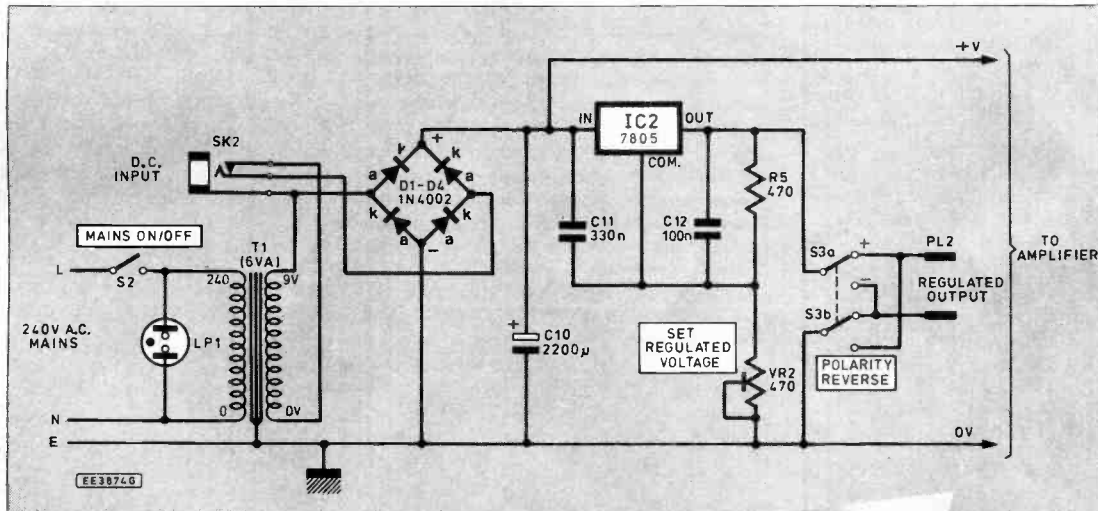 +V
SK2
D.C.
INPUT
IN
IC2
7805
OUT
COM.
+
k
k
a
a
D1-D4
1N4002
k
k
a
a
−
R5
470
C11
330n
C12
100n
MAINS ON/OFF
L
S2
T1
(6VA)
240
9V
S3a
+
−
PL2
REGULATED
OUTPUT
TO
AMPLIFIER
S3b
240V A.C.
MAINS
LP1
+
C10
2200µ
SET
REGULATED
VOLTAGE
VR2
470
POLARITY
REVERSE
N
0
0V
E
0V
EE3874G